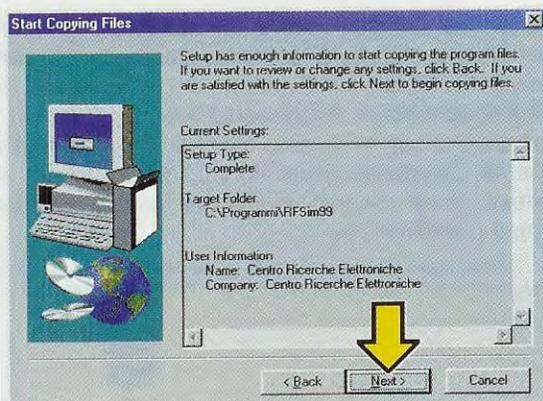 Start Copying Files
Setup has enough information to start copying the program files.
If you want to review or change any settings, click Back. If you
are satisfied with the settings, click Next to begin copying files.
Current Settings:
Setup Type:
Complete
Target Folder
C:\Programmi\RFSim99
User Information
Name: Centro Ricerche Elettroniche
Company: Centro Ricerche Elettroniche
< Back
Next >
Cancel